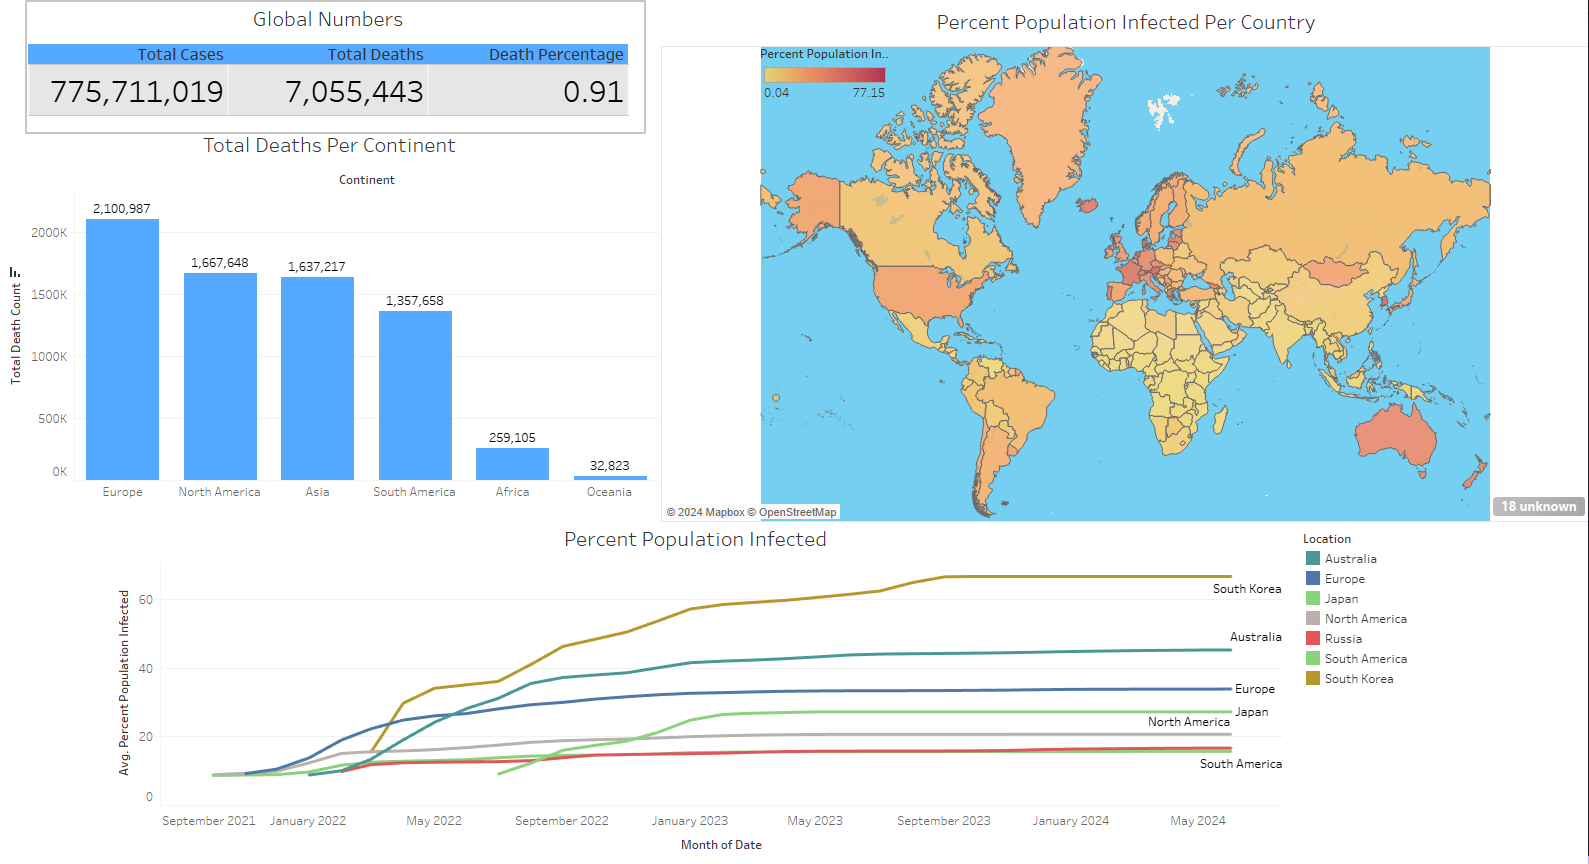 Global Numbers
Total Cases Total Deaths Death Percentage
775,711,019 7,055,443 0.91
Total Deaths Per Continent
Continent
Total Death Count
2000K
1500K
1000K
500K
0K
2,100,987
1,667,648
1,637,217
1,357,658
259,105
32,823
Europe North America Asia South America Africa Oceania
Percent Population Infected Per Country
Percent Population In..
0.04 77.15
© 2024 Mapbox © OpenStreetMap
18 unknown
Percent Population Infected
Avg. Percent Population Infected
60
40
20
0
South Korea
Australia
Europe
Japan
North America
South America
September 2021 January 2022 May 2022 September 2022 January 2023 May 2023 September 2023 January 2024 May 2024
Month of Date
Location
Australia
Europe
Japan
North America
Russia
South America
South Korea